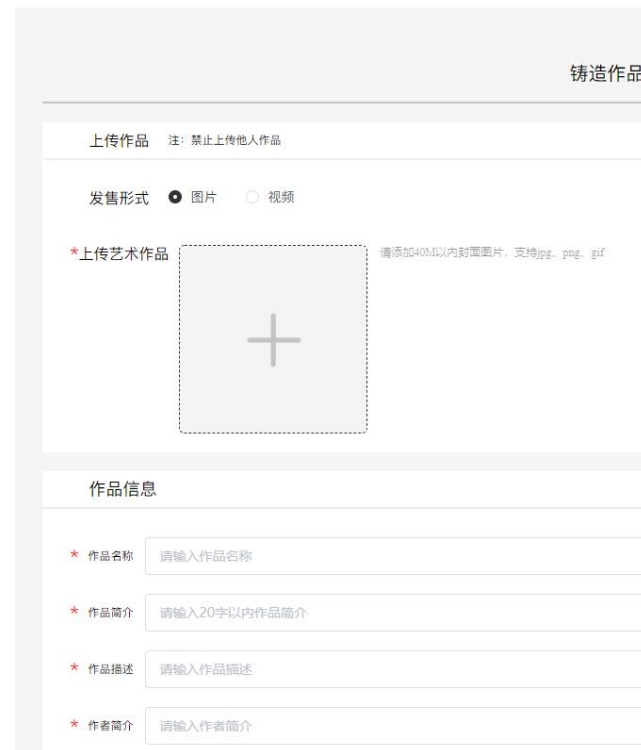 铸造作品
上传作品 注：禁止上传他人作品
发售形式 图片 视频
*上传艺术作品 请添加40M以内封面图片，支持jpg、png、gif
作品信息
* 作品名称 请输入作品名称
* 作品简介 请输入20字以内作品简介
* 作品描述 请输入作品描述
* 作者简介 请输入作者简介